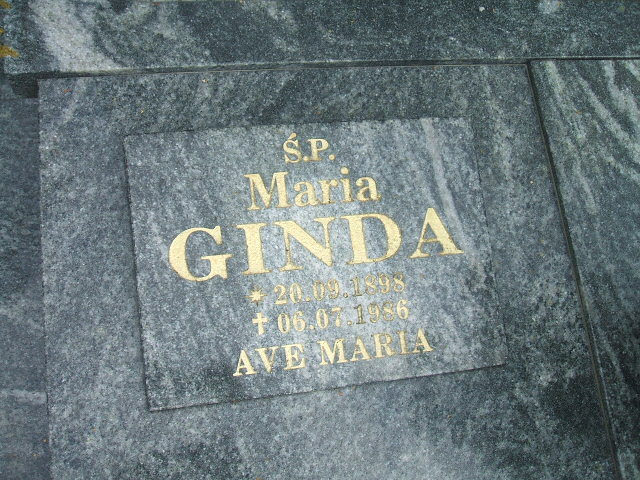 Ś.P.
Maria
GINDA
* 20.09.1898
✝ 06.07.1986
AVE MARIA